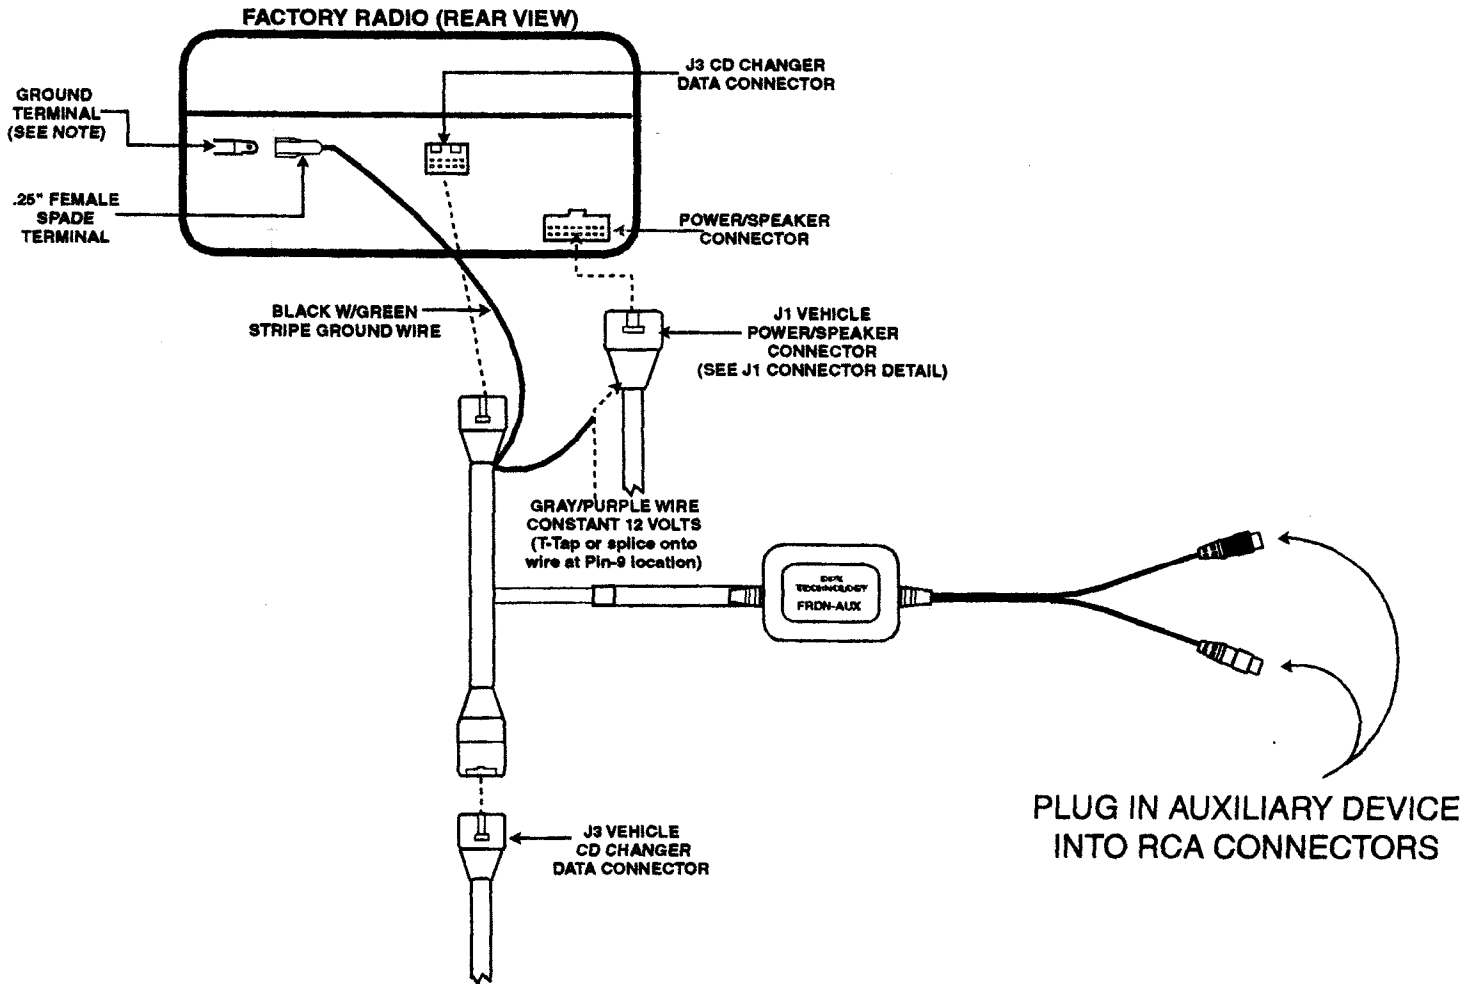 FACTORY RADIO (REAR VIEW)
J3 CD CHANGER
DATA CONNECTOR
GROUND
TERMINAL
(SEE NOTE)
.25" FEMALE
SPADE
TERMINAL
POWER/SPEAKER
CONNECTOR
BLACK W/GREEN
STRIPE GROUND WIRE
J1 VEHICLE
POWER/SPEAKER
CONNECTOR
(SEE J1 CONNECTOR DETAIL)
GRAY/PURPLE WIRE
CONSTANT 12 VOLTS
(T-Tap or splice onto
wire at Pin-9 location)
TECHNOLOGY
FRDN-AUX
PLUG IN AUXILIARY DEVICE
INTO RCA CONNECTORS
J3 VEHICLE
CD CHANGER
DATA CONNECTOR